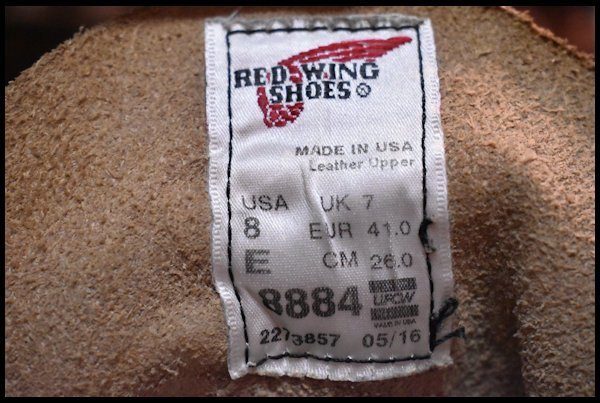 RED WING
SHOES ®
MADE IN USA
Leather Upper
USA UK 7
8 EUR 41.0
E CM 26.0
8884 UFCW
MADE IN USA
2273857 05/16